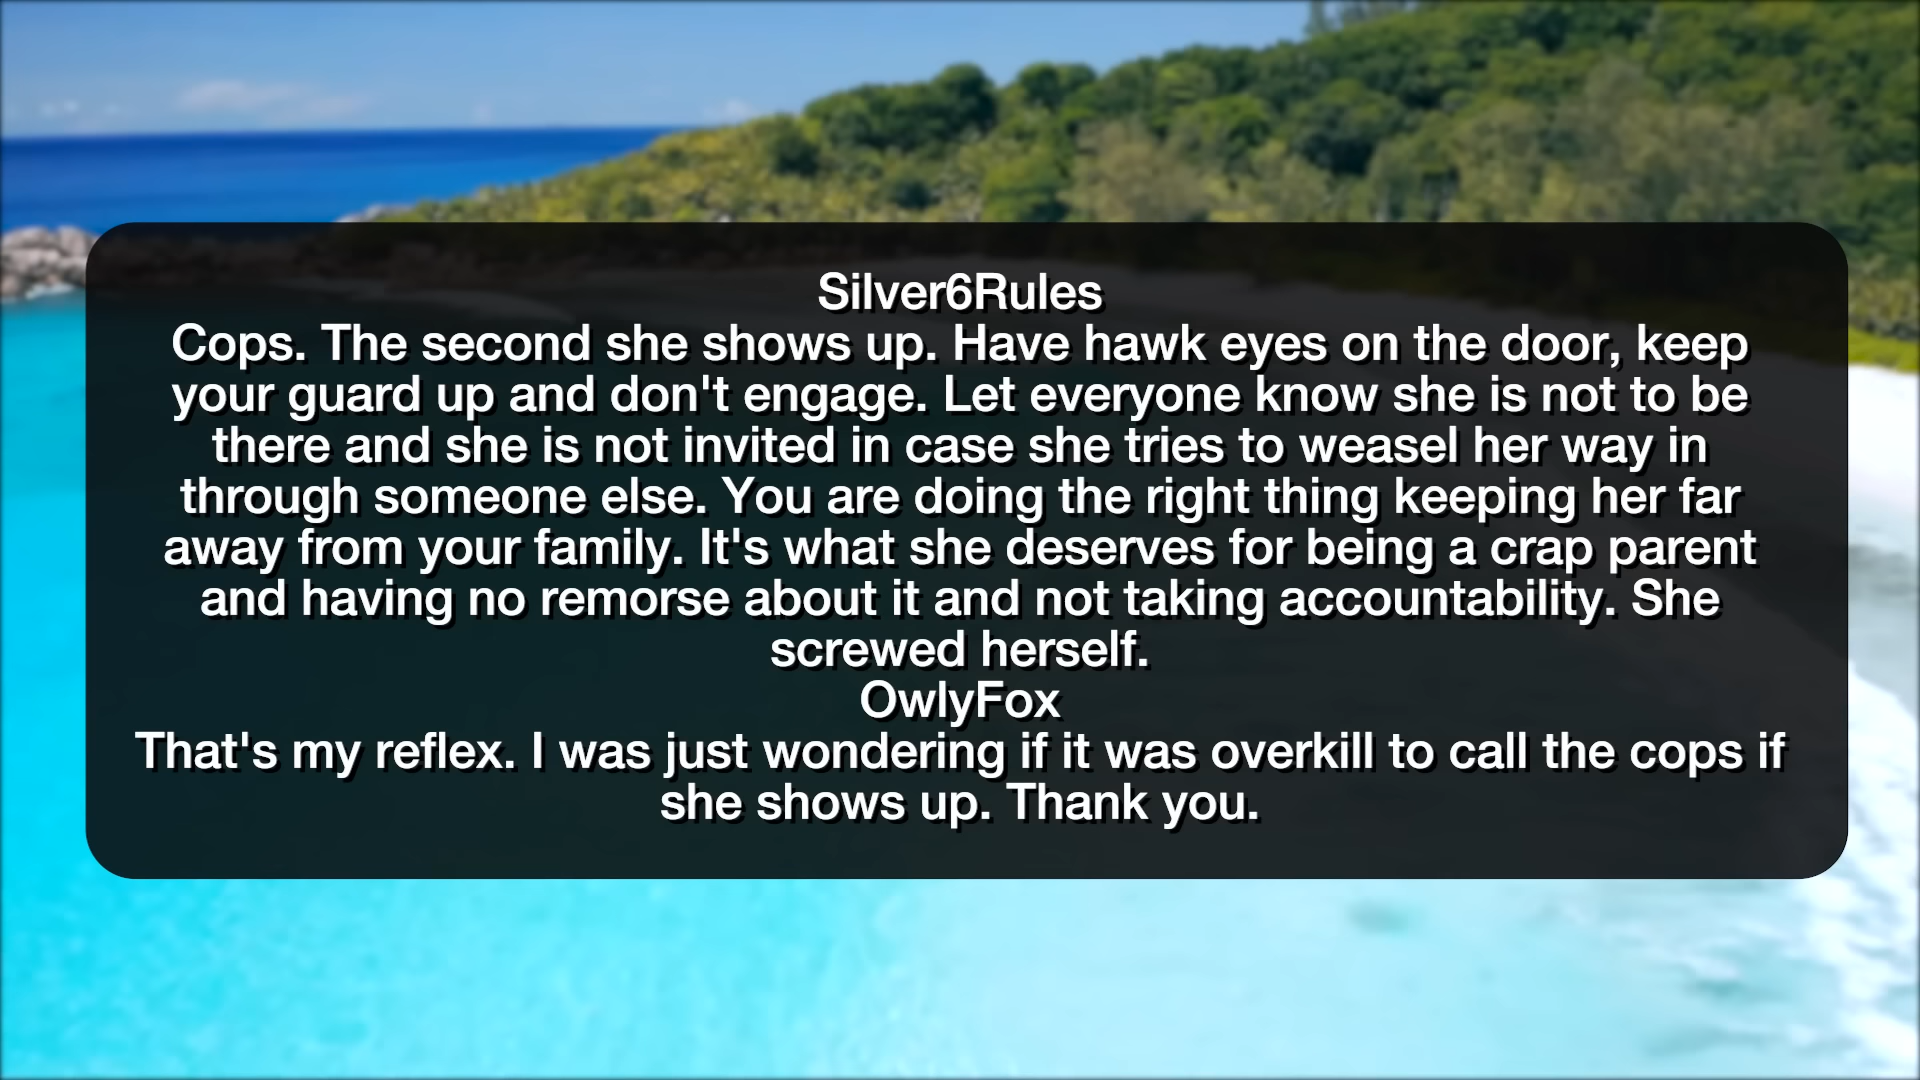 Silver6Rules
Cops. The second she shows up. Have hawk eyes on the door, keep
your guard up and don't engage. Let everyone know she is not to be
there and she is not invited in case she tries to weasel her way in
through someone else. You are doing the right thing keeping her far
away from your family. It's what she deserves for being a crap parent
and having no remorse about it and not taking accountability. She
screwed herself.
OwlyFox
That's my reflex. I was just wondering if it was overkill to call the cops if
she shows up. Thank you.